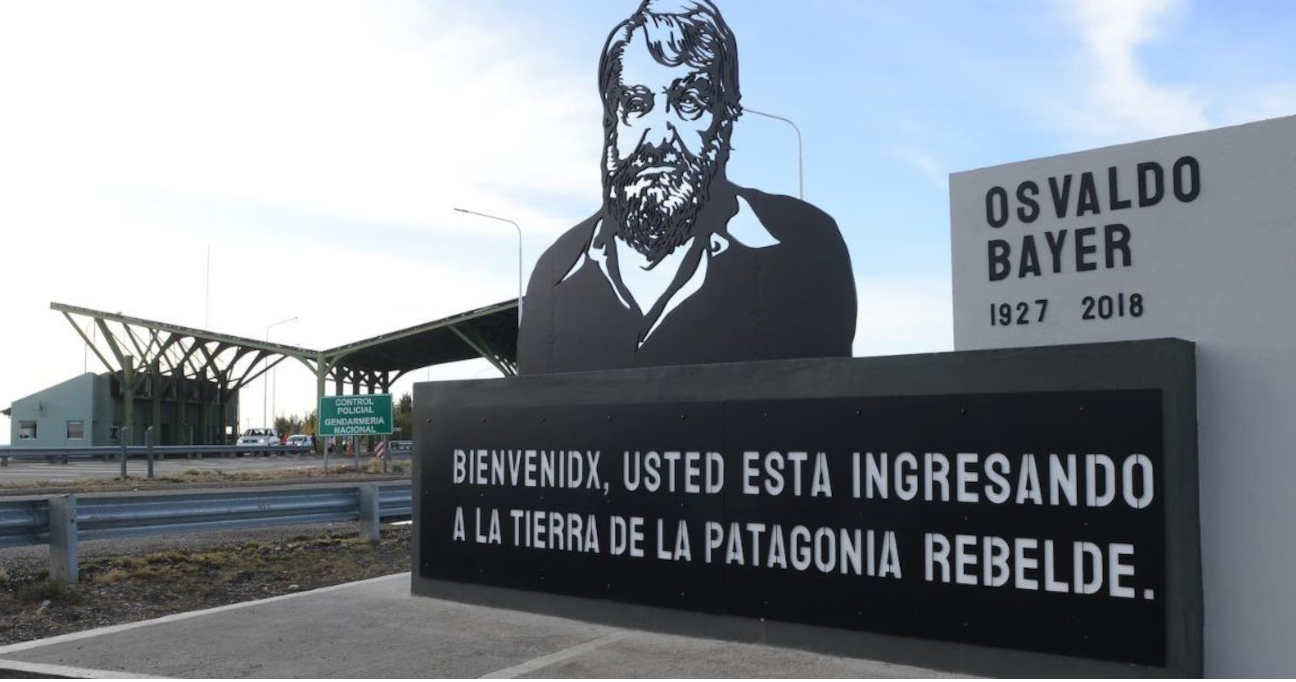 OSVALDO
BAYER
1927 2018
CONTROL
POLICIAL
GENDARMERIA
NACIONAL
BIENVENIDX, USTED ESTA INGRESANDO
A LA TIERRA DE LA PATAGONIA REBELDE.